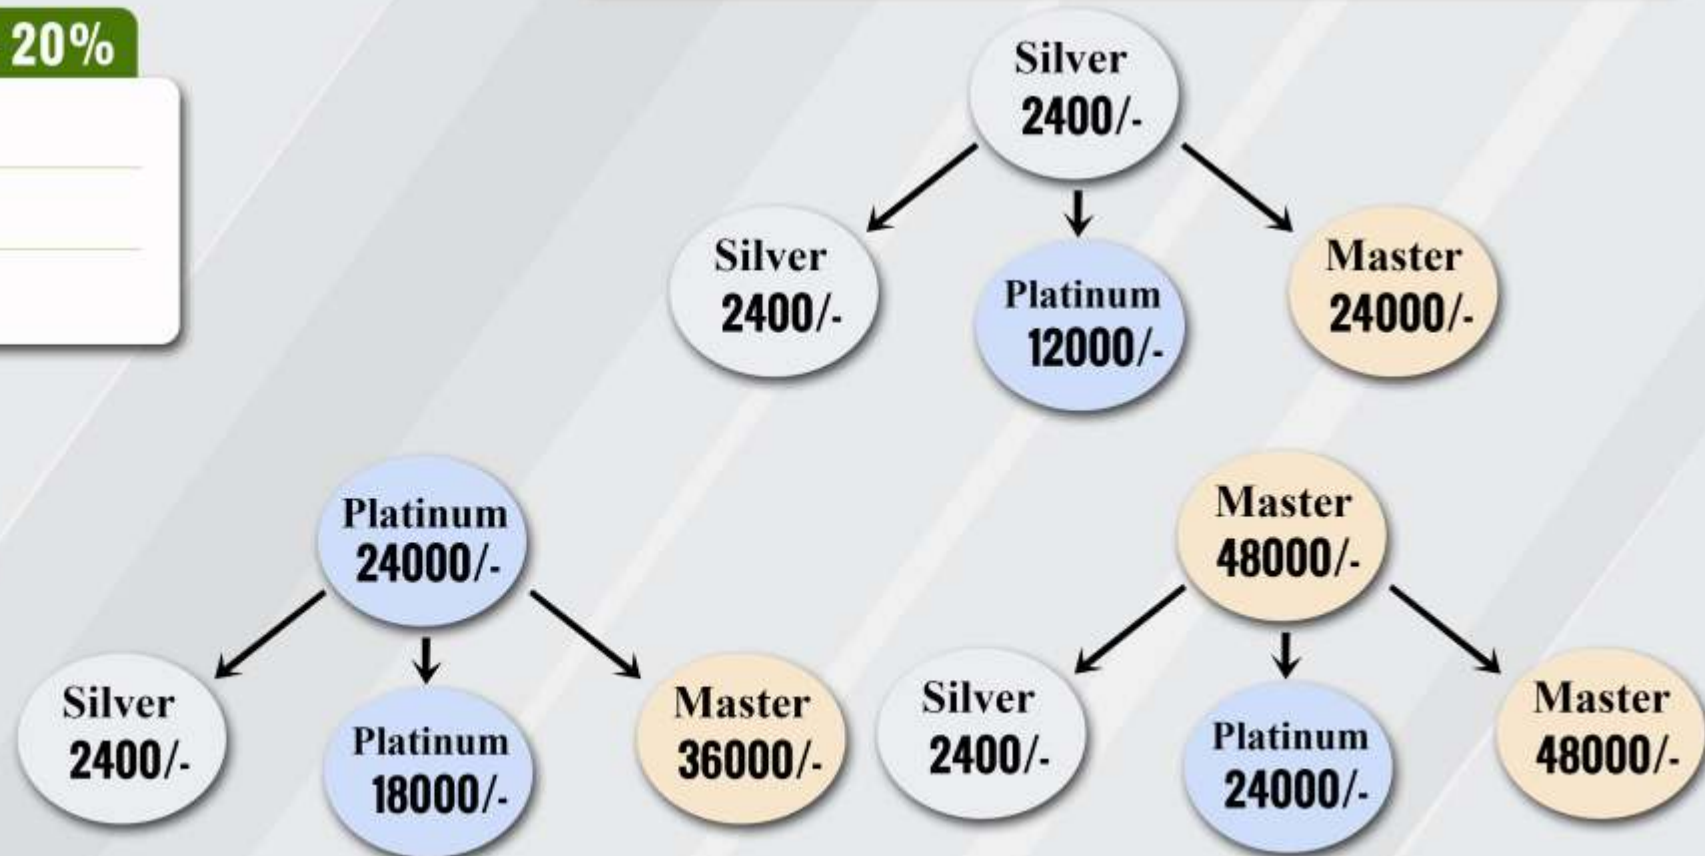 20%
Silver
2400/-
Silver
2400/-
Platinum
12000/-
Master
24000/-
Platinum
24000/-
Silver
2400/-
Platinum
18000/-
Master
36000/-
Master
48000/-
Silver
2400/-
Platinum
24000/-
Master
48000/-